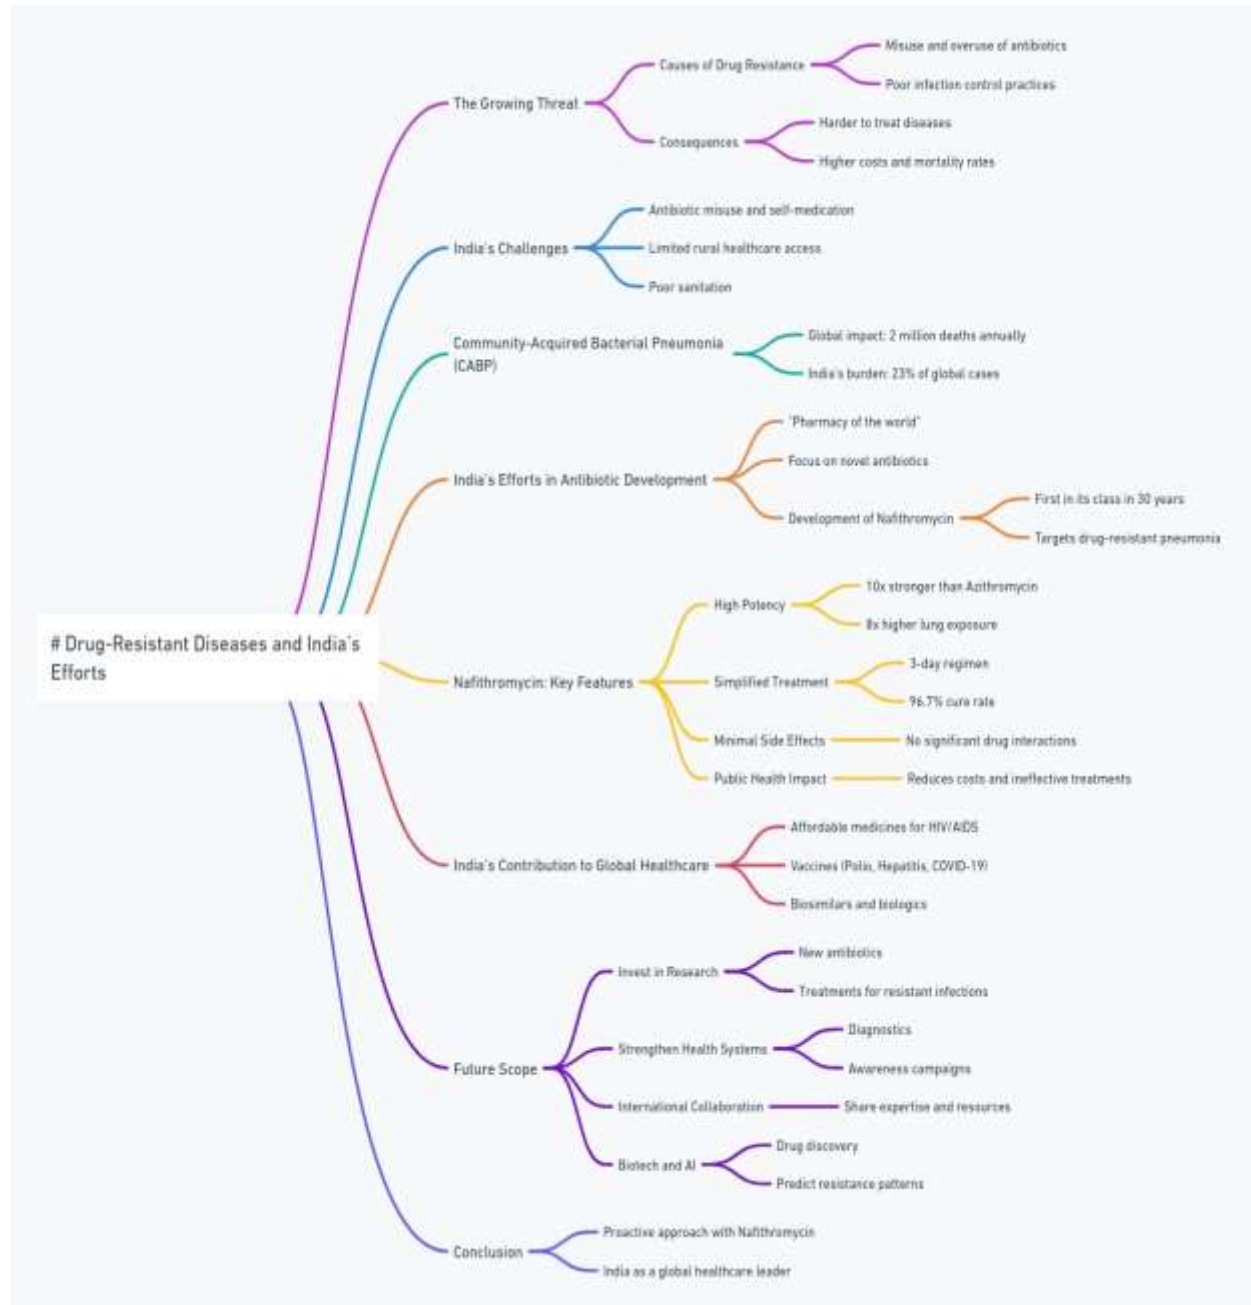 # Drug-Resistant Diseases and India's
Efforts
The Growing Threat
Causes of Drug Resistance
Misuse and overuse of antibiotics
Poor infection control practices
Consequences
Harder to treat diseases
Higher costs and mortality rates
India's Challenges
Antibiotic misuse and self-medication
Limited rural healthcare access
Poor sanitation
Community-Acquired Bacterial Pneumonia
(CABP)
Global impact: 2 million deaths annually
India's burden: 23% of global cases
India's Efforts in Antibiotic Development
"Pharmacy of the world"
Focus on novel antibiotics
Development of Nafithromycin
First in its class in 30 years
Targets drug-resistant pneumonia
Nafithromycin: Key Features
High Potency
10x stronger than Azithromycin
8x higher lung exposure
Simplified Treatment
3-day regimen
96.7% cure rate
Minimal Side Effects
No significant drug interactions
Public Health Impact
Reduces costs and ineffective treatments
India's Contribution to Global Healthcare
Affordable medicines for HIV/AIDS
Vaccines (Polio, Hepatitis, COVID-19)
Biosimilars and biologics
Future Scope
Invest in Research
New antibiotics
Treatments for resistant infections
Strengthen Health Systems
Diagnostics
Awareness campaigns
International Collaboration
Share expertise and resources
Biotech and AI
Drug discovery
Predict resistance patterns
Conclusion
Proactive approach with Nafithromycin
India as a global healthcare leader